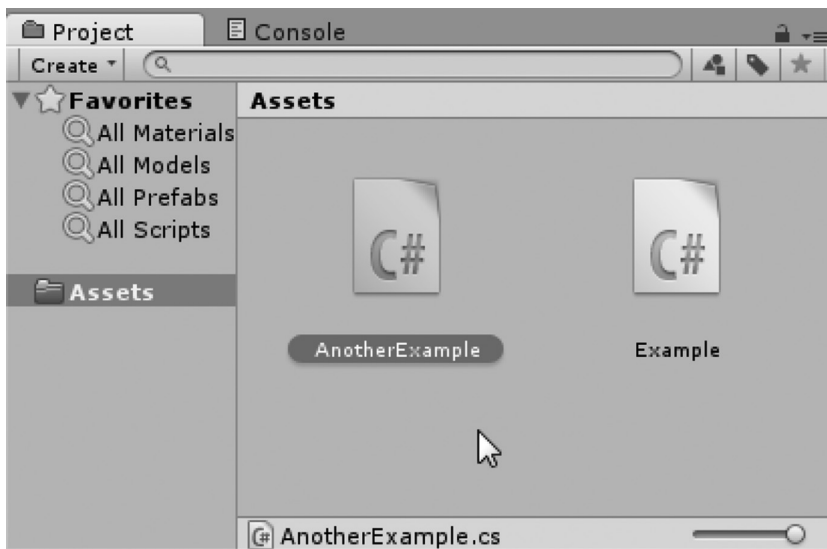 Project
Console
Create
Favorites
All Materials
All Models
All Prefabs
All Scripts
Assets
Assets
C#
C#
AnotherExample
Example
C# AnotherExample.cs